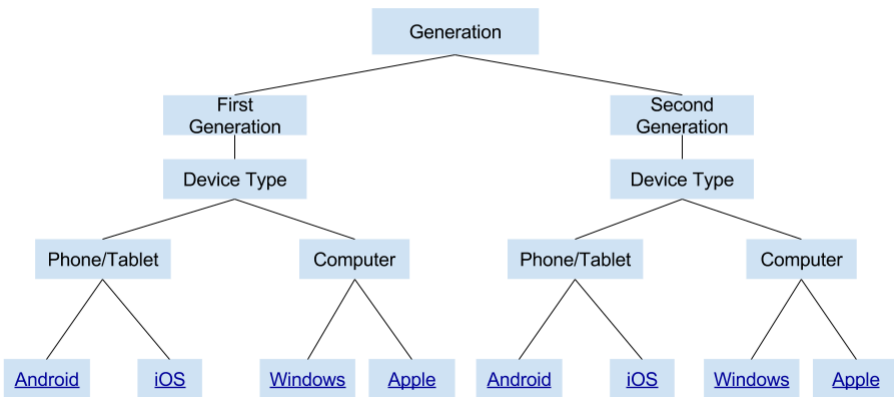 Generation
First
Generation
Second
Generation
Device Type
Device Type
Phone/Tablet
Computer
Phone/Tablet
Computer
Android
iOS
Windows
Apple
Android
iOS
Windows
Apple